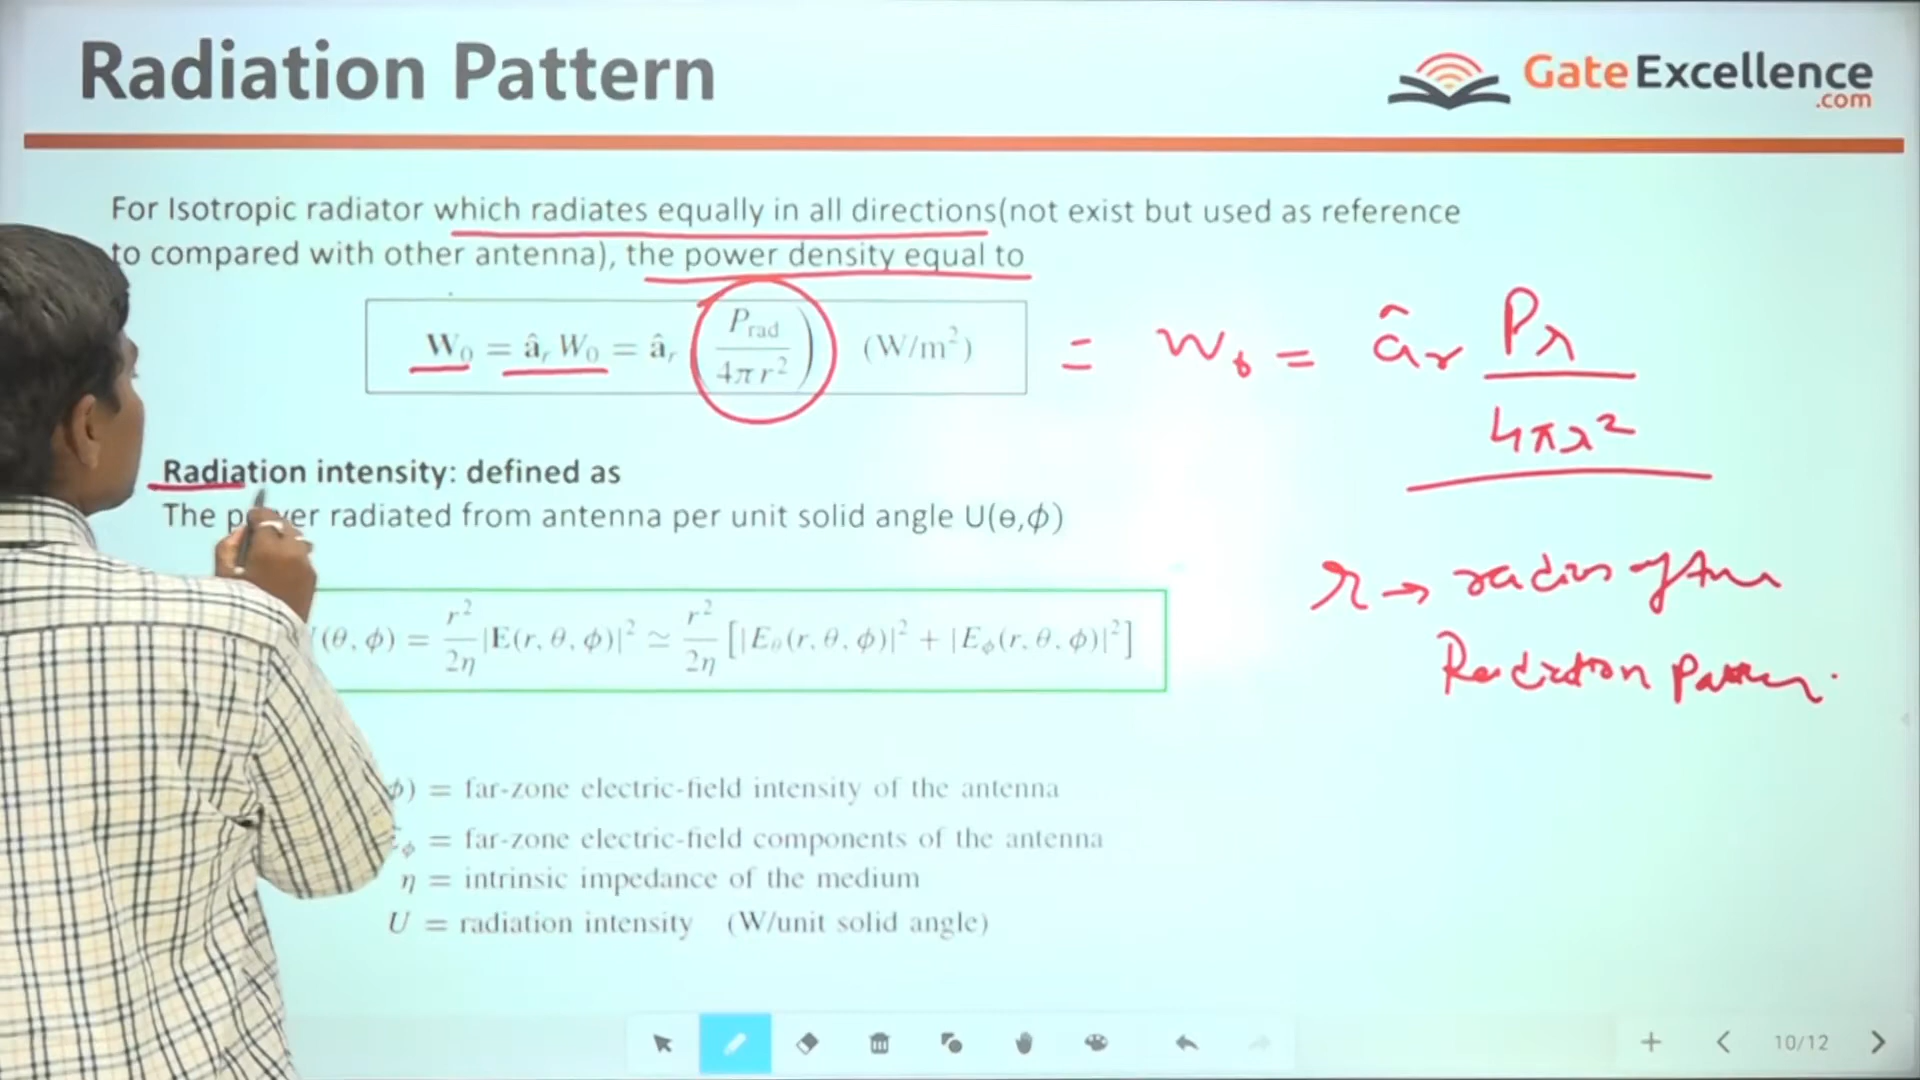 Radiation Pattern
GateExcellence
.com
For Isotropic radiator which radiates equally in all directions(not exist but used as reference
to compared with other antenna), the power density equal to
W₀ = âᵣ W₀ = âᵣ ( P_rad / 4πr² ) (W/m²) = W₀ = âᵣ Pr / 4πr²
Radiation intensity: defined as
The power radiated from antenna per unit solid angle U(ɵ,ϕ)
r → radius of the
Radiation Pattern.
(θ, ϕ) = r²/2η |E(r, θ, ϕ)|² ≃ r²/2η [|E_θ(r, θ, ϕ)|² + |E_ϕ(r, θ, ϕ)|²]
ϕ) = far-zone electric-field intensity of the antenna
E_ϕ = far-zone electric-field components of the antenna
η = intrinsic impedance of the medium
U = radiation intensity (W/unit solid angle)
10/12